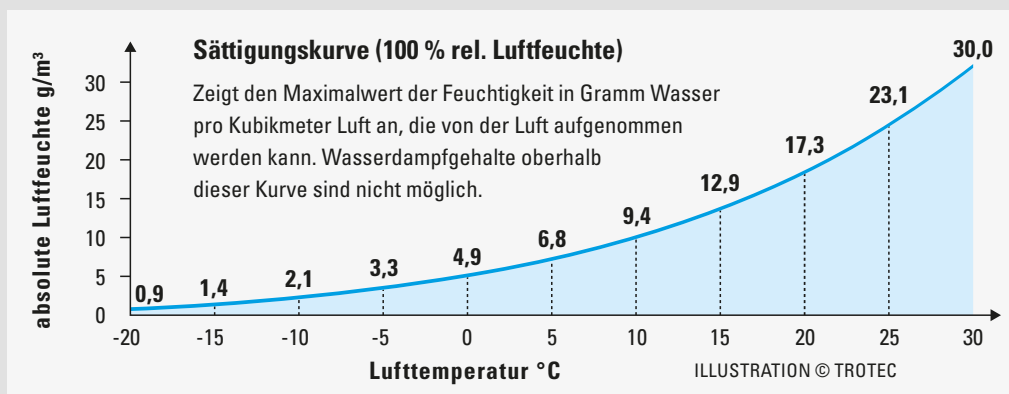 Sättigungskurve (100 % rel. Luftfeuchte)
Zeigt den Maximalwert der Feuchtigkeit in Gramm Wasser
pro Kubikmeter Luft an, die von der Luft aufgenommen
werden kann. Wasserdampfgehalte oberhalb
dieser Kurve sind nicht möglich.
absolute Luftfeuchte g/m³
30
25
20
15
10
5
0
0,9
1,4
2,1
3,3
4,9
6,8
9,4
12,9
17,3
23,1
30,0
-20 -15 -10 -5 0 5 10 15 20 25 30
Lufttemperatur °C
ILLUSTRATION © TROTEC